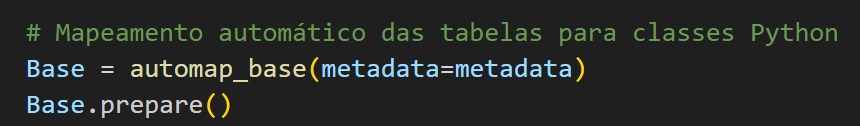 # Mapeamento automático das tabelas para classes Python
Base = automap_base(metadata=metadata)
Base.prepare()